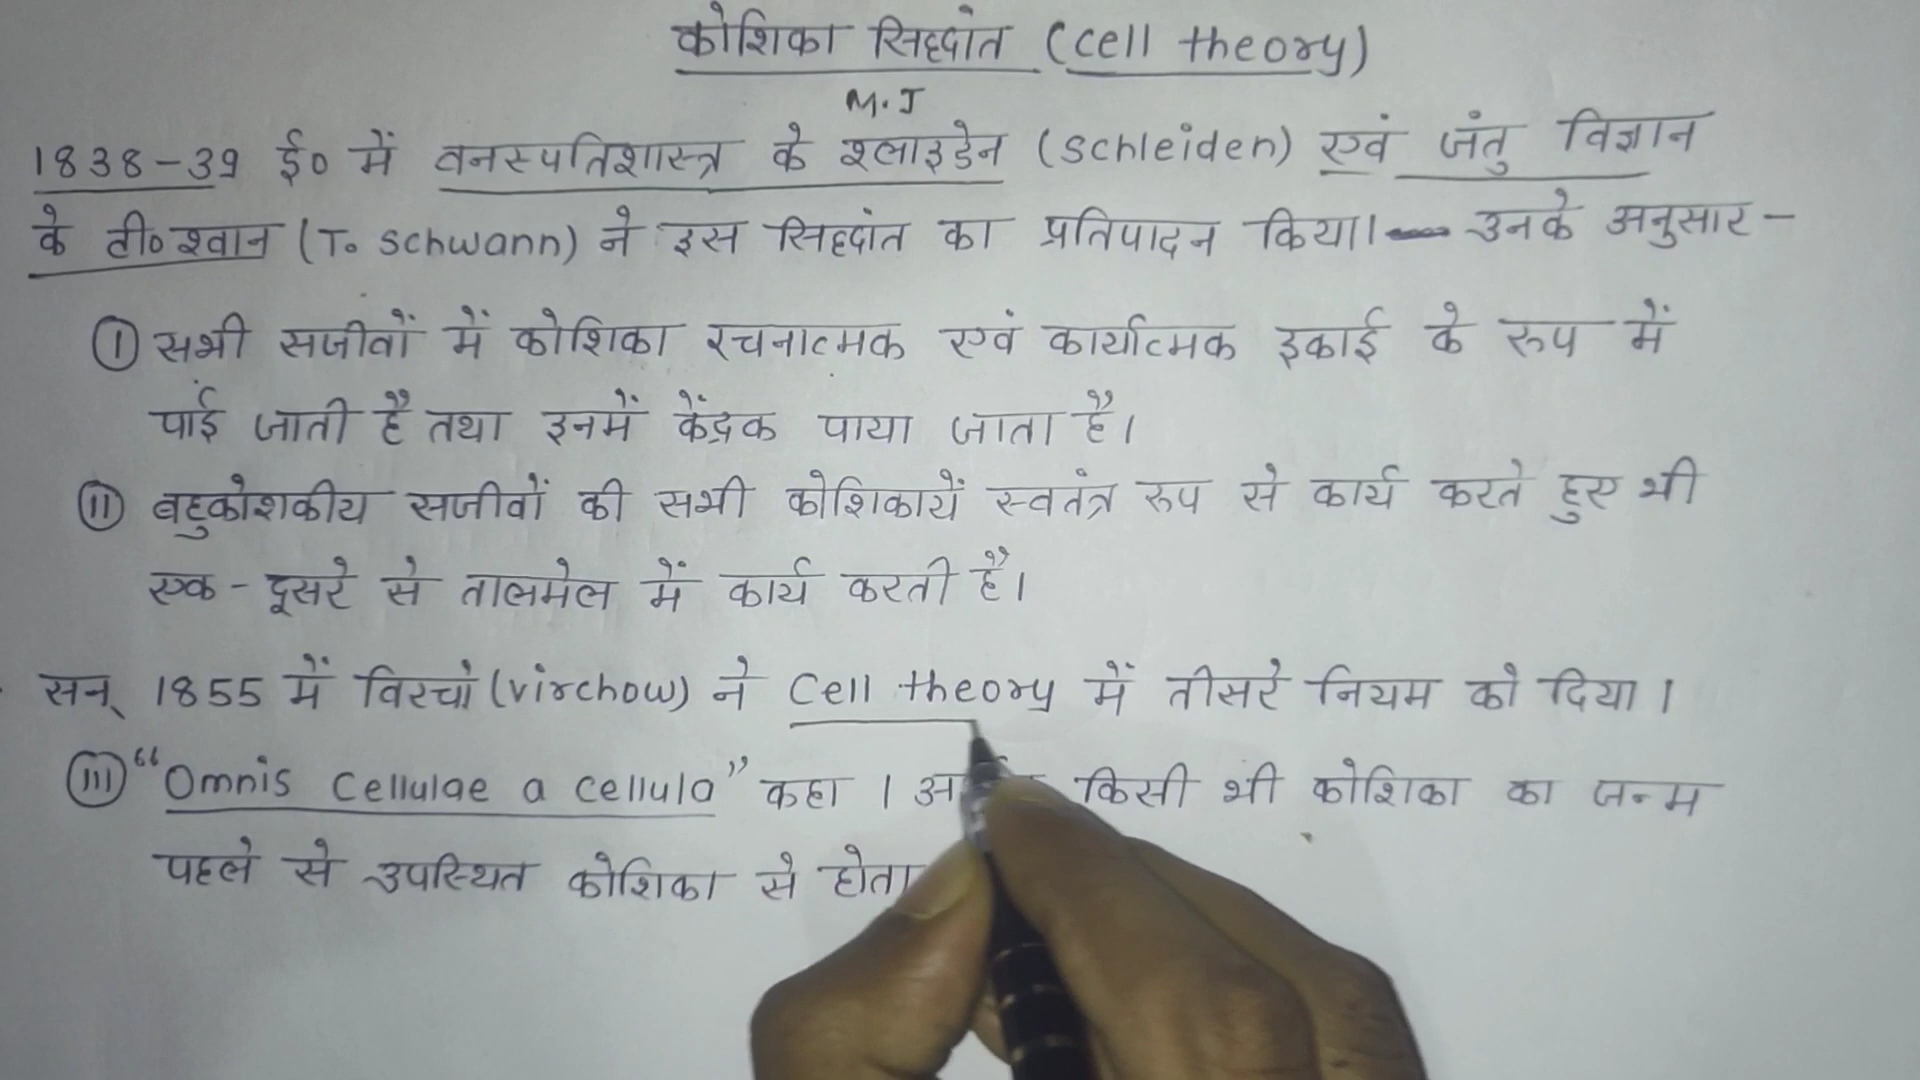 कोशिका सिद्धांत (cell theory)
M.J
1838-39 ई० में वनस्पतिशास्त्र के श्लाइडेन (schleiden) एवं जंतु विज्ञान
के टी० श्वान (T. schwann) ने इस सिद्धांत का प्रतिपादन किया। उनके अनुसार -
(I) सभी सजीवों में कोशिका रचनात्मक एवं कार्यात्मक इकाई के रूप में
पाई जाती है तथा इनमें केंद्रक पाया जाता है।
(II) बहुकोशकीय सजीवों की सभी कोशिकायें स्वतंत्र रूप से कार्य करते हुए भी
एक - दूसरे से तालमेल में कार्य करती है।
सन् 1855 में विरचो (virchow) ने Cell theory में तीसरे नियम को दिया।
(III) "Omnis Cellulae a cellula" कहा। किसी भी कोशिका का जन्म
पहले से उपस्थित कोशिका से होता